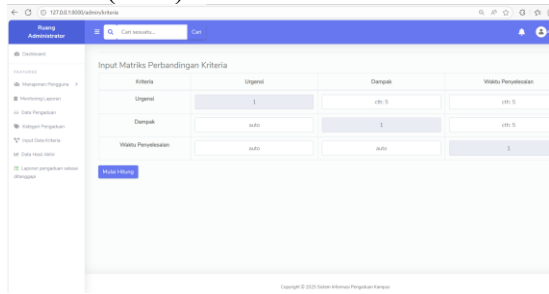 127.0.0.1:8000/admin/kriteria
Ruang
Administrator
Cari sesuatu...
Cari
Dashboard
FEATURES
Manajemen Pengguna
Monitoring Laporan
Data Pengaduan
Kategori Pengaduan
Input Data Kriteria
Data Hasil Akhir
Laporan pengaduan selesai
ditanggapi
Input Matriks Perbandingan Kriteria
Kriteria Urgensi Dampak Waktu Penyelesaian
Urgensi 1 cth: 5 cth: 5
Dampak auto 1 cth: 5
Waktu Penyelesaian auto auto 1
Mulai Hitung
Copyright © 2025 Sistem Informasi Pengaduan Kampus